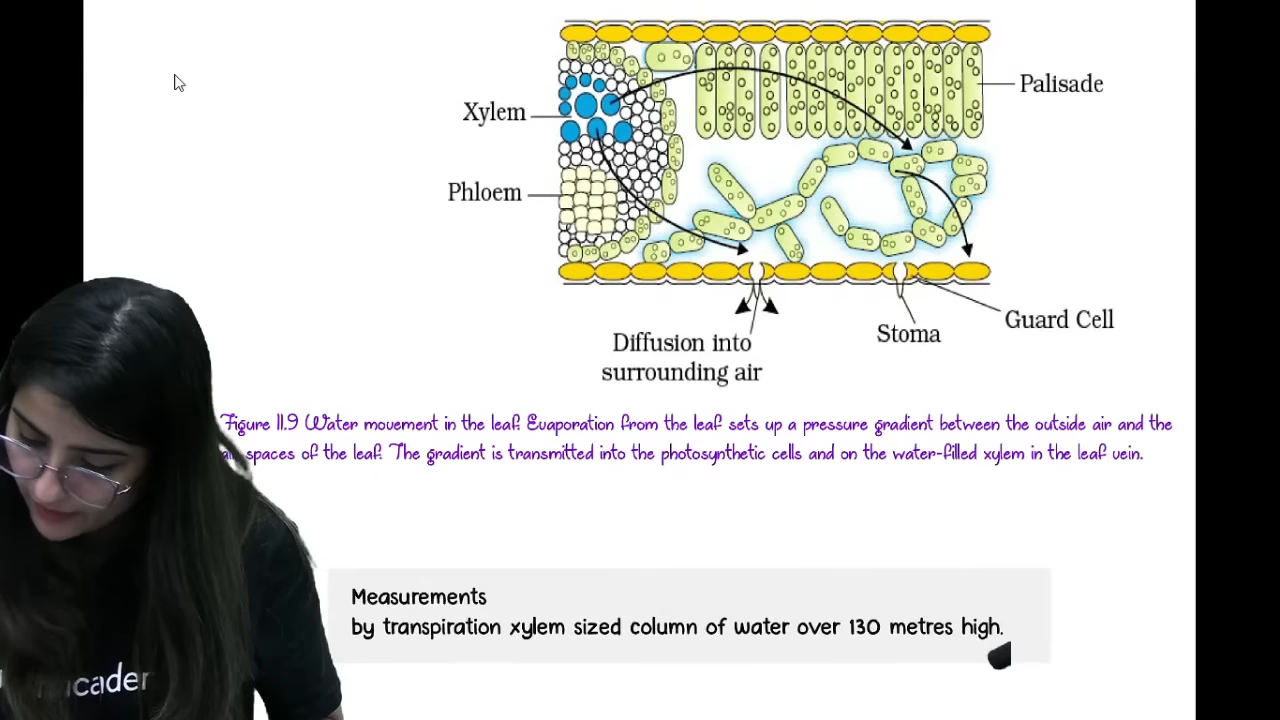 Palisade
Xylem
Phloem
Guard Cell
Stoma
Diffusion into
surrounding air
Figure 11.9 Water movement in the leaf. Evaporation from the leaf sets up a pressure gradient between the outside air and the
spaces of the leaf. The gradient is transmitted into the photosynthetic cells and on the water-filled xylem in the leaf vein.
Measurements
by transpiration xylem sized column of water over 130 metres high.